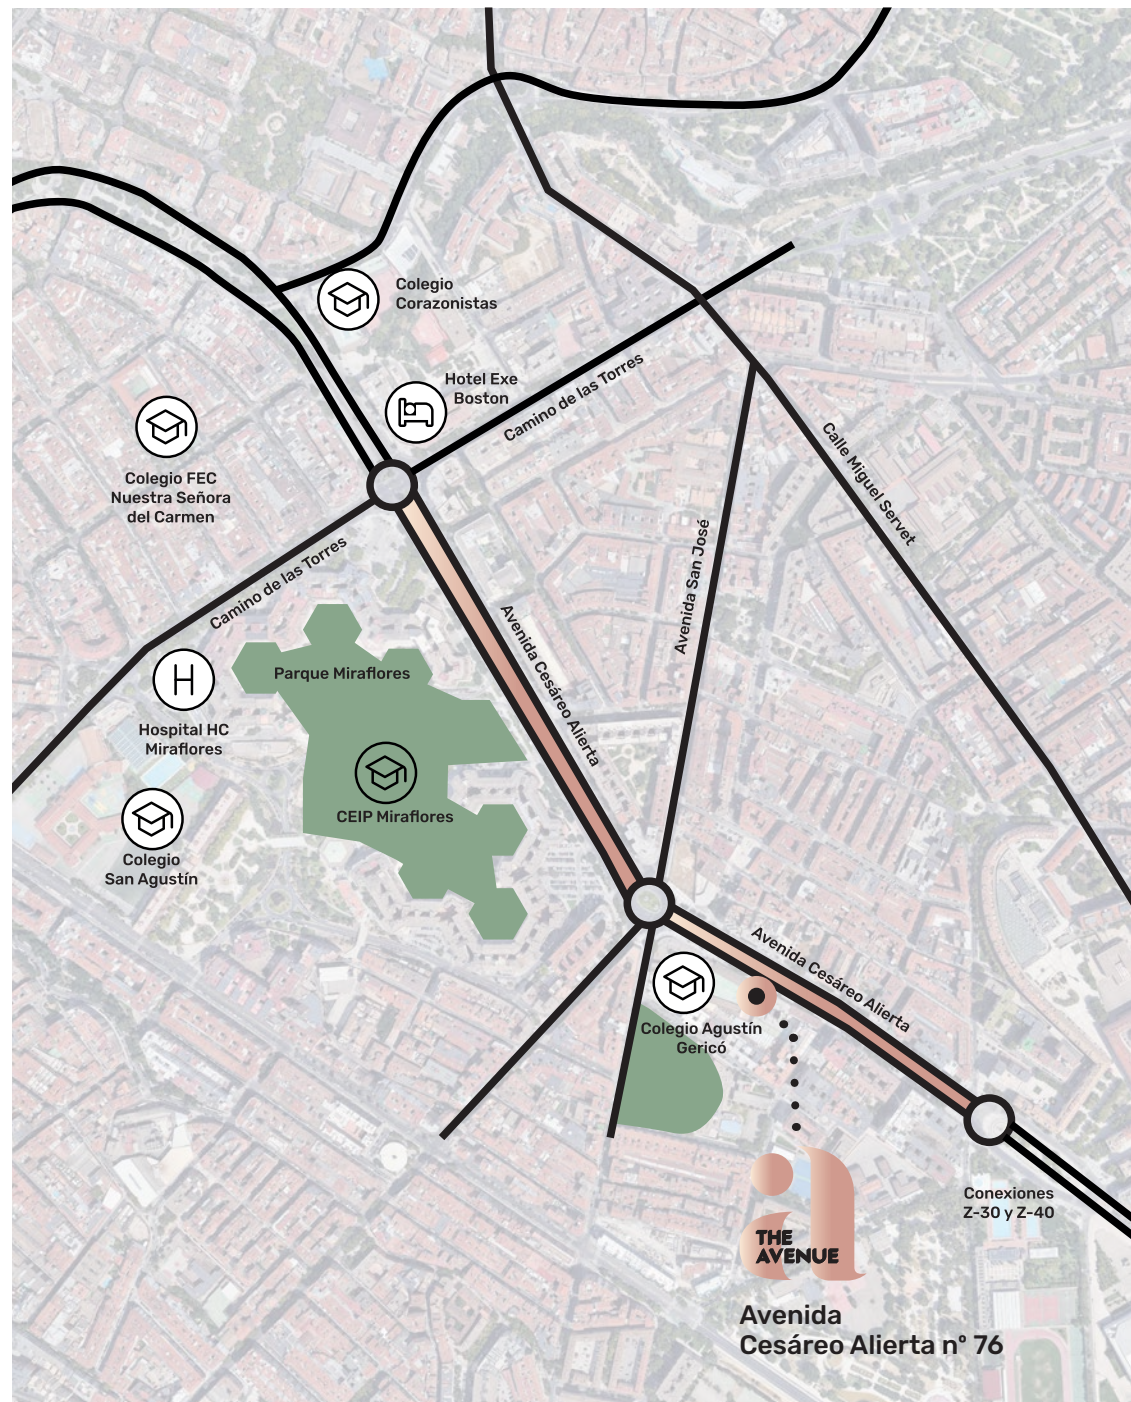 Colegio
Corazonistas
Hotel Exe
Boston
Camino de las Torres
Colegio FEC
Nuestra Señora
del Carmen
Calle Miguel Servet
Avenida San José
Camino de las Torres
Avenida Cesáreo Alierta
Parque Miraflores
H
Hospital HC
Miraflores
CEIP Miraflores
Colegio
San Agustín
Avenida Cesáreo Alierta
Colegio Agustín
Gericó
Conexiones
Z-30 y Z-40
a
THE
AVENUE
Avenida
Cesáreo Alierta nº 76